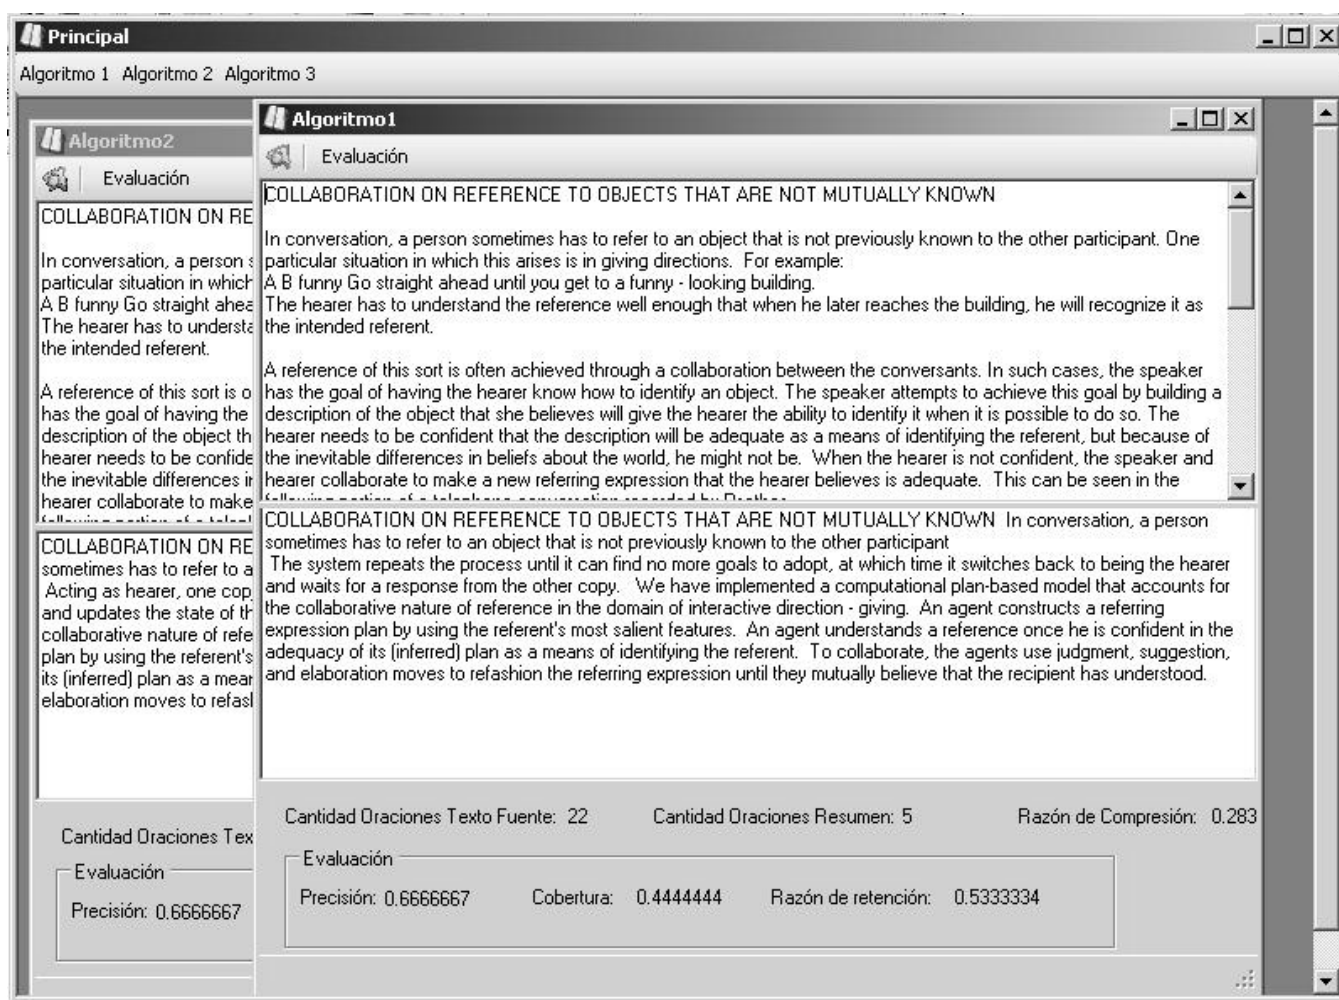 Principal
Algoritmo 1 Algoritmo 2 Algoritmo 3
Algoritmo2
Evaluación
COLLABORATION ON RE
In conversation, a person
particular situation in which
A B funny Go straight ahea
The hearer has to understa
the intended referent.
A reference of this sort is o
has the goal of having the
description of the object th
hearer needs to be confide
the inevitable differences i
hearer collaborate to make
COLLABORATION ON RE
sometimes has to refer to a
Acting as hearer, one cop
and updates the state of th
collaborative nature of refe
plan by using the referent's
its (inferred) plan as a mear
elaboration moves to refasl
Cantidad Oraciones Tex
Evaluación
Precisión: 0.6666667
Algoritmo1
Evaluación
COLLABORATION ON REFERENCE TO OBJECTS THAT ARE NOT MUTUALLY KNOWN
In conversation, a person sometimes has to refer to an object that is not previously known to the other participant. One
particular situation in which this arises is in giving directions.  For example:
A B funny Go straight ahead until you get to a funny - looking building.
The hearer has to understand the reference well enough that when he later reaches the building, he will recognize it as
the intended referent.
A reference of this sort is often achieved through a collaboration between the conversants. In such cases, the speaker
has the goal of having the hearer know how to identify an object. The speaker attempts to achieve this goal by building a
description of the object that she believes will give the hearer the ability to identify it when it is possible to do so. The
hearer needs to be confident that the description will be adequate as a means of identifying the referent, but because of
the inevitable differences in beliefs about the world, he might not be.  When the hearer is not confident, the speaker and
hearer collaborate to make a new referring expression that the hearer believes is adequate.  This can be seen in the
COLLABORATION ON REFERENCE TO OBJECTS THAT ARE NOT MUTUALLY KNOWN  In conversation, a person
sometimes has to refer to an object that is not previously known to the other participant
The system repeats the process until it can find no more goals to adopt, at which time it switches back to being the hearer
and waits for a response from the other copy.   We have implemented a computational plan-based model that accounts for
the collaborative nature of reference in the domain of interactive direction - giving.  An agent constructs a referring
expression plan by using the referent's most salient features.  An agent understands a reference once he is confident in the
adequacy of its (inferred) plan as a means of identifying the referent.  To collaborate, the agents use judgment, suggestion,
and elaboration moves to refashion the referring expression until they mutually believe that the recipient has understood.
Cantidad Oraciones Texto Fuente: 22 Cantidad Oraciones Resumen: 5 Razón de Compresión: 0.283
Evaluación
Precisión: 0.6666667 Cobertura: 0.4444444 Razón de retención: 0.5333334